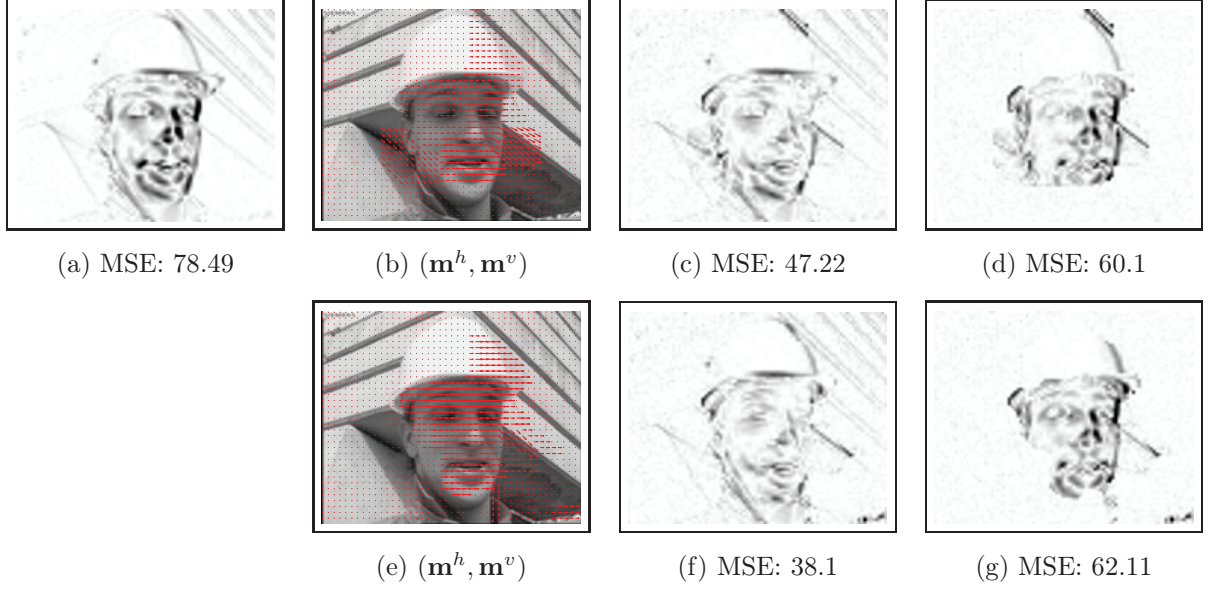 (a) MSE: 78.49
(b) (m^h, m^v)
(c) MSE: 47.22
(d) MSE: 60.1
(e) (m^h, m^v)
(f) MSE: 38.1
(g) MSE: 62.11